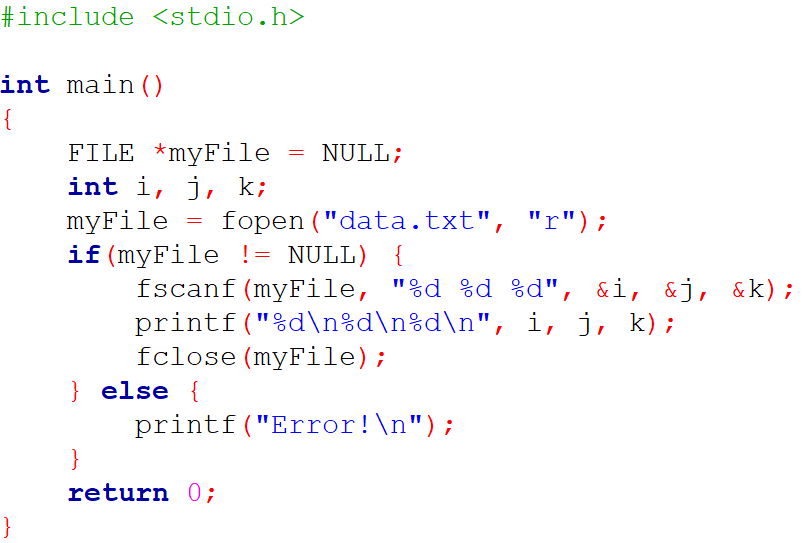 #include <stdio.h>

int main()
{
    FILE *myFile = NULL;
    int i, j, k;
    myFile = fopen("data.txt", "r");
    if(myFile != NULL) {
        fscanf(myFile, "%d %d %d", &i, &j, &k);
        printf("%d\n%d\n%d\n", i, j, k);
        fclose(myFile);
    } else {
        printf("Error!\n");
    }
    return 0;
}